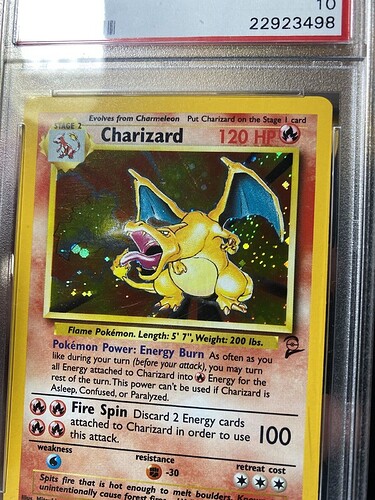 10
22923498
Evolves from Charmeleon Put Charizard on the Stage 1 card
STAGE 2
Charizard 120 HP
Flame Pokémon. Length: 5' 7", Weight: 200 lbs.
Pokémon Power: Energy Burn As often as you
like during your turn (before your attack), you may turn
all Energy attached to Charizard into Energy for the
rest of the turn. This power can't be used if Charizard is
Asleep, Confused, or Paralyzed.
Fire Spin Discard 2 Energy cards
attached to Charizard in order to use
this attack.
100
weakness resistance retreat cost
-30
Spits fire that is hot enough to melt boulders. Known
unintentionally cause forest fires.